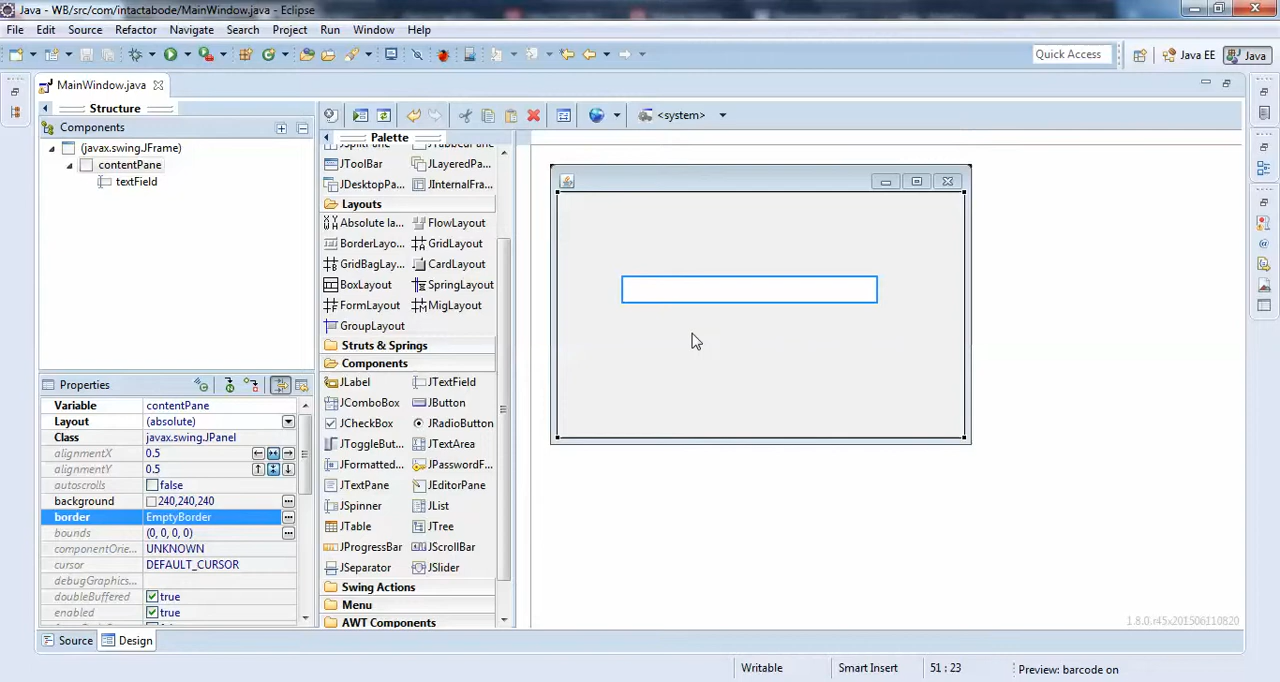 Java - WB/src/com/intactabode/MainWindow.java - Eclipse
File Edit Source Refactor Navigate Search Project Run Window Help
Quick Access Java EE Java
MainWindow.java
Structure
Components
(javax.swing.JFrame)
contentPane
textField
Properties
Variable contentPane
Layout (absolute)
Class javax.swing.JPanel
alignmentX 0.5
alignmentY 0.5
autoscrolls false
background 240,240,240
border EmptyBorder
bounds (0, 0, 0, 0)
componentOrie... UNKNOWN
cursor DEFAULT_CURSOR
debugGraphics...
doubleBuffered true
enabled true
<system>
Palette
JToolBar JLayeredPa...
JDesktopPa... JInternalFra...
Layouts
Absolute la... FlowLayout
BorderLayo... GridLayout
GridBagLay... CardLayout
BoxLayout SpringLayout
FormLayout MigLayout
GroupLayout
Struts & Springs
Components
JLabel JTextField
JComboBox JButton
JCheckBox JRadioButton
JToggleBut... JTextArea
JFormatted... JPasswordF...
JTextPane JEditorPane
JSpinner JList
JTable JTree
JProgressBar JScrollBar
JSeparator JSlider
Swing Actions
Menu
AWT Components
1.8.0.r45x201506110820
Source Design
Writable Smart Insert 51 : 23 Preview: barcode on